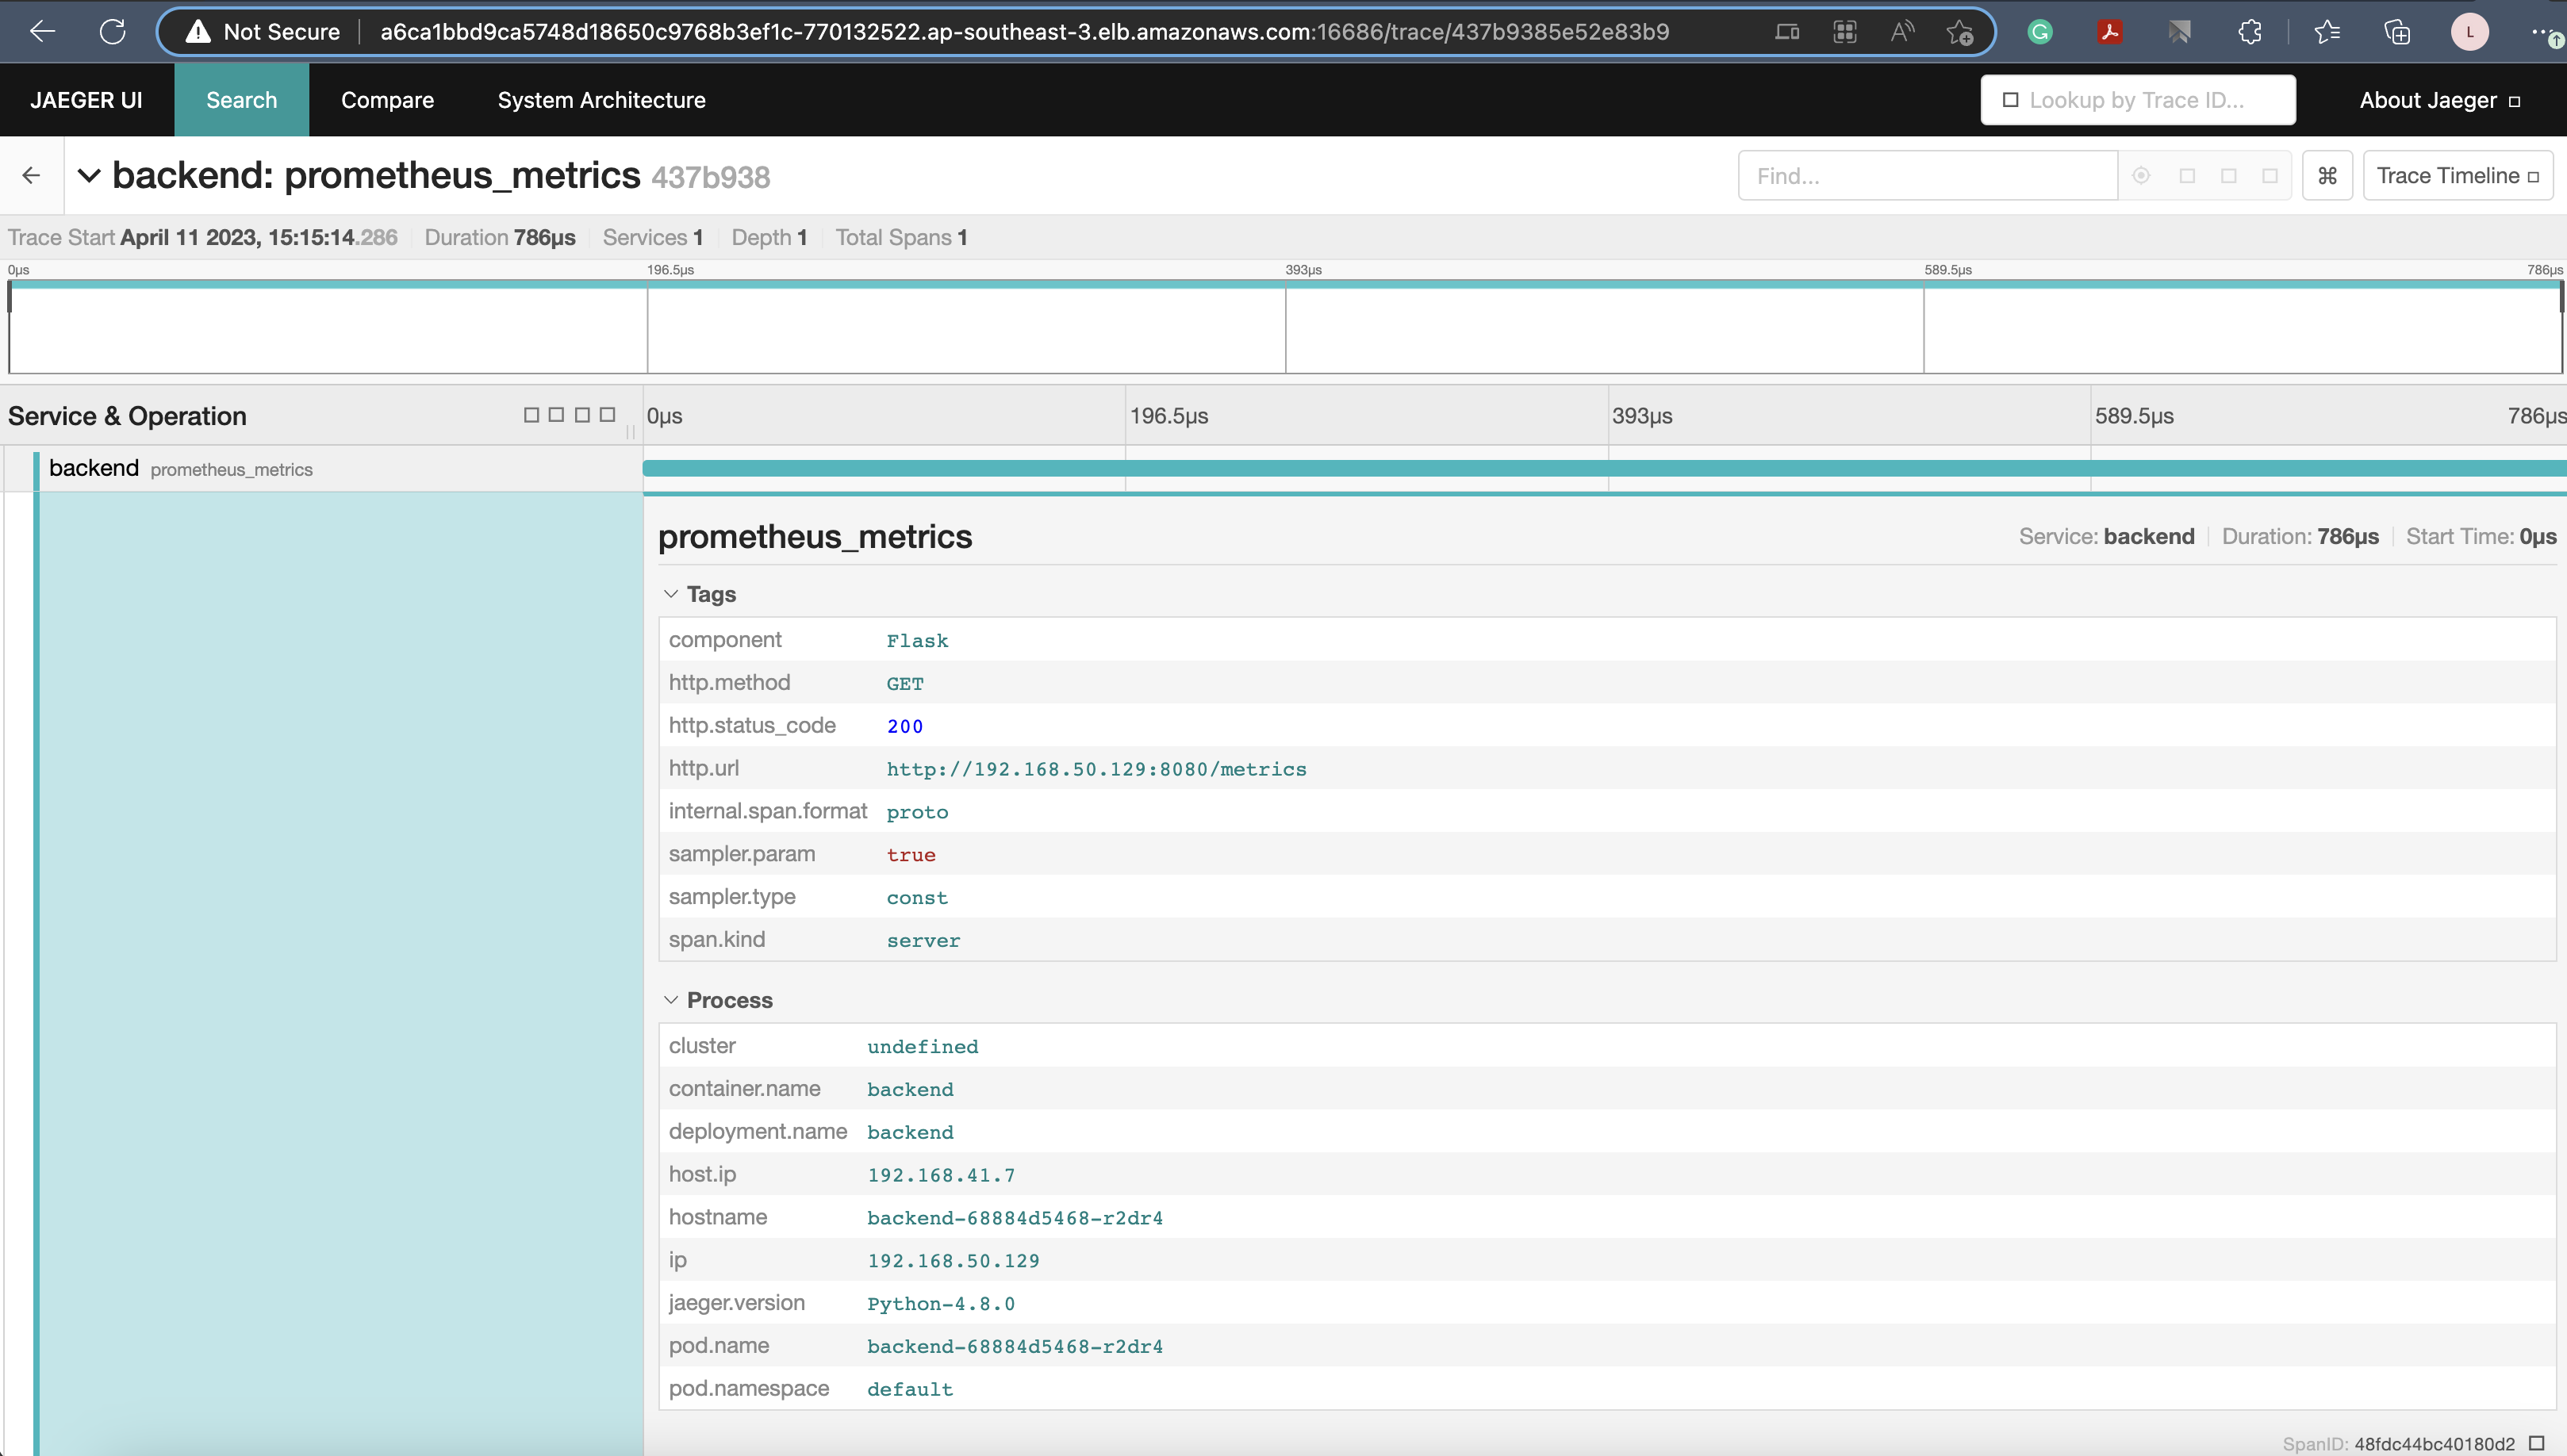 Not Secure a6ca1bbd9ca5748d18650c9768b3ef1c-770132522.ap-southeast-3.elb.amazonaws.com:16686/trace/437b9385e52e83b9 L
JAEGER UI Search Compare System Architecture Lookup by Trace ID... About Jaeger
backend: prometheus_metrics 437b938 Find... ⌘ Trace Timeline
Trace Start April 11 2023, 15:15:14.286 Duration 786μs Services 1 Depth 1 Total Spans 1
0μs 196.5μs 393μs 589.5μs 786μs
Service & Operation 0μs 196.5μs 393μs 589.5μs 786μs
backend prometheus_metrics
prometheus_metrics Service: backend Duration: 786μs Start Time: 0μs
Tags
component Flask
http.method GET
http.status_code 200
http.url http://192.168.50.129:8080/metrics
internal.span.format proto
sampler.param true
sampler.type const
span.kind server
Process
cluster undefined
container.name backend
deployment.name backend
host.ip 192.168.41.7
hostname backend-68884d5468-r2dr4
ip 192.168.50.129
jaeger.version Python-4.8.0
pod.name backend-68884d5468-r2dr4
pod.namespace default
SpanID: 48fdc44bc40180d2